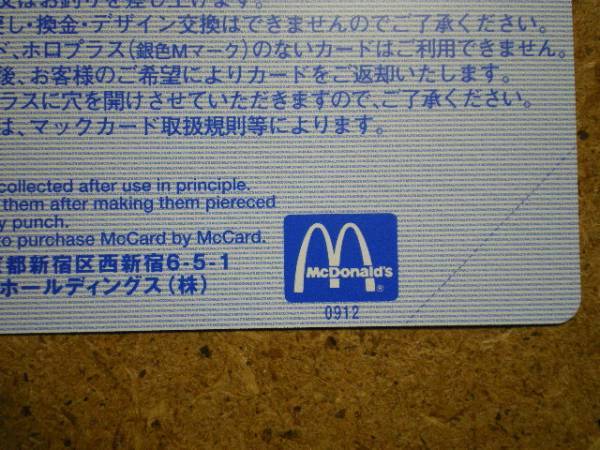 又はお釣りを差し上げます。
戻し・換金・デザイン交換はできませんのでご了承ください。
ド、ホロプラス(銀色Mマーク)のないカードはご利用できません。
後、お客様のご希望によりカードをご返却いたします。
ラスに穴を開けさせていただきますので、ご了承ください。
は、マックカード取扱規則等によります。
collected after use in principle.
them after making them piereced
y punch.
to purchase McCard by McCard.
京都新宿区西新宿6-5-1
ホールディングス(株)
McDonald's
®
0912